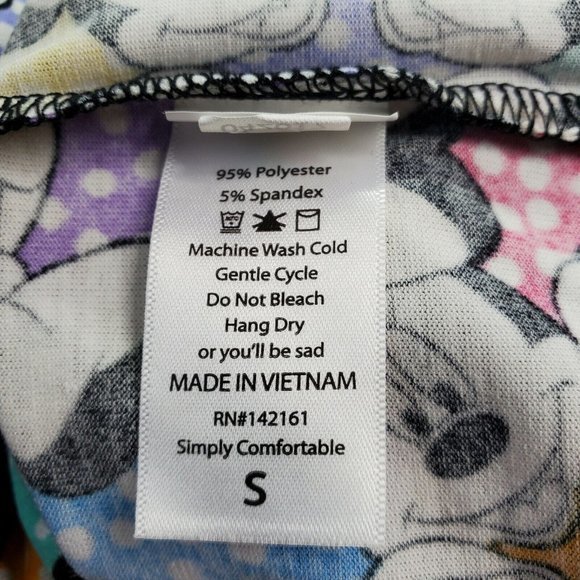 95% Polyester
5% Spandex
Machine Wash Cold
Gentle Cycle
Do Not Bleach
Hang Dry
or you'll be sad
MADE IN VIETNAM
RN#142161
Simply Comfortable
S